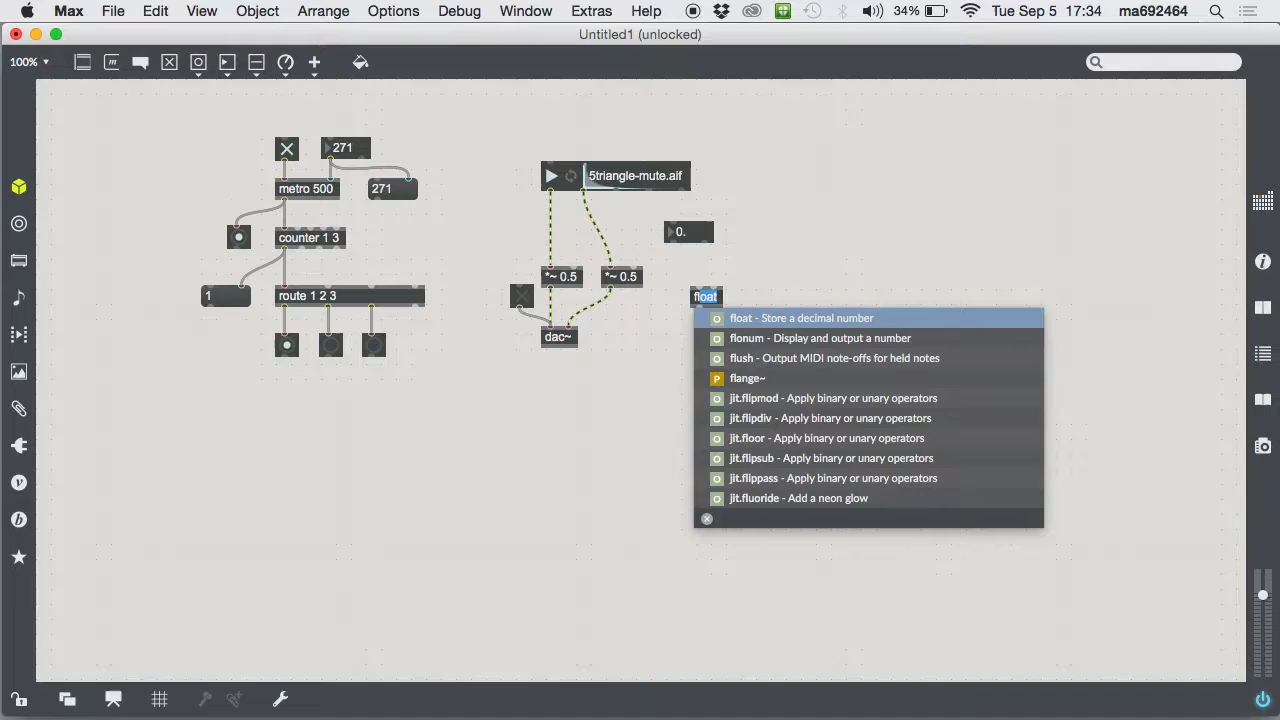 Max File Edit View Object Arrange Options Debug Window Extras Help 34% Tue Sep 5 17:34 ma692464
Untitled1 (unlocked)
100%
271
5triangle-mute.aif
metro 500
271
0.
counter 1 3
*~ 0.5
*~ 0.5
1
route 1 2 3
float
float - Store a decimal number
dac~
flonum - Display and output a number
flush - Output MIDI note-offs for held notes
P flange~
jit.flipmod - Apply binary or unary operators
jit.flipdiv - Apply binary or unary operators
jit.floor - Apply binary or unary operators
jit.flipsub - Apply binary or unary operators
jit.flippass - Apply binary or unary operators
jit.fluoride - Add a neon glow